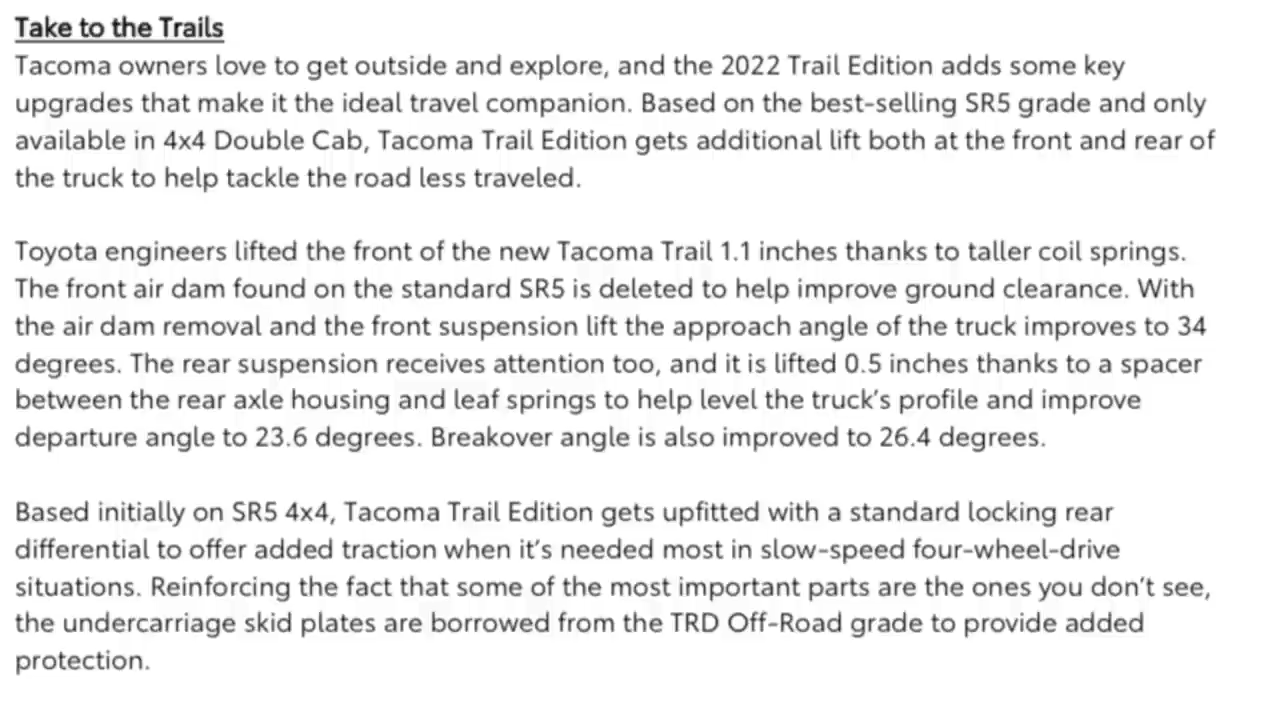 Take to the Trails
Tacoma owners love to get outside and explore, and the 2022 Trail Edition adds some key
upgrades that make it the ideal travel companion. Based on the best-selling SR5 grade and only
available in 4x4 Double Cab, Tacoma Trail Edition gets additional lift both at the front and rear of
the truck to help tackle the road less traveled.
Toyota engineers lifted the front of the new Tacoma Trail 1.1 inches thanks to taller coil springs.
The front air dam found on the standard SR5 is deleted to help improve ground clearance. With
the air dam removal and the front suspension lift the approach angle of the truck improves to 34
degrees. The rear suspension receives attention too, and it is lifted 0.5 inches thanks to a spacer
between the rear axle housing and leaf springs to help level the truck's profile and improve
departure angle to 23.6 degrees. Breakover angle is also improved to 26.4 degrees.
Based initially on SR5 4x4, Tacoma Trail Edition gets upfitted with a standard locking rear
differential to offer added traction when it's needed most in slow-speed four-wheel-drive
situations. Reinforcing the fact that some of the most important parts are the ones you don't see,
the undercarriage skid plates are borrowed from the TRD Off-Road grade to provide added
protection.